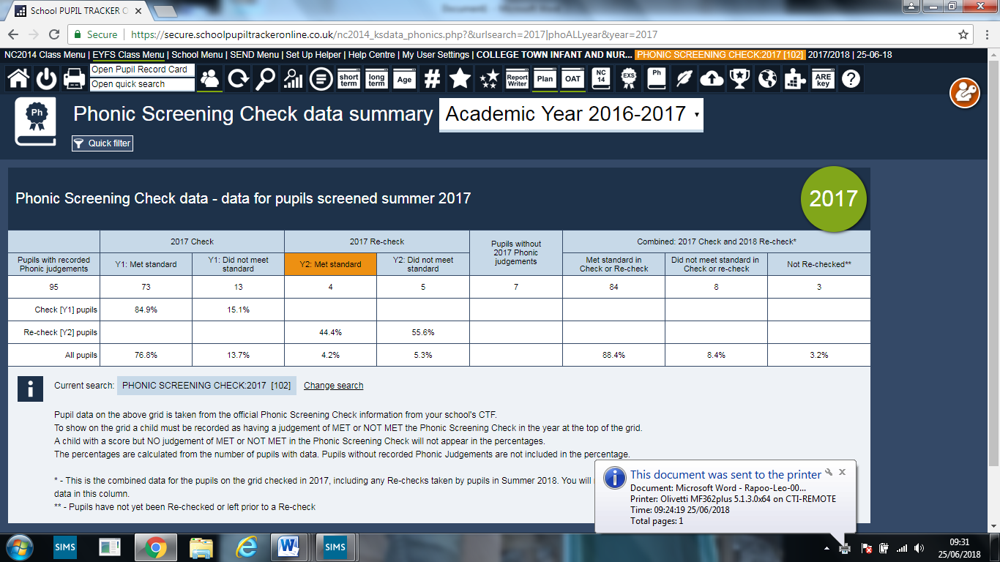 Document1 - Microsoft Word
School PUPIL TRACKER O
Secure | https://secure.schoolpupiltrackeronline.co.uk/nc2014_ksdata_phonics.php?&urlsearch=2017|phoALLyear&year=2017
NC2014 Class Menu | EYFS Class Menu | School Menu | SEND Menu | Set Up Helper | Help Centre | My User Settings | COLLEGE TOWN INFANT AND NUR... PHONIC SCREENING CHECK:2017 [102] 2017/2018 | 25-06-18
Open Pupil Record Card
Open quick search
short term long term Age # Report Writer Plan OAT NC 14 EXS Ph ARE key ?
Ph
Phonic Screening Check data summary Academic Year 2016-2017
Quick filter
Phonic Screening Check data - data for pupils screened summer 2017
2017
2017 Check 2017 Re-check Pupils without 2017 Phonic judgements Combined: 2017 Check and 2018 Re-check*
Pupils with recorded Phonic judgements Y1: Met standard Y1: Did not meet standard Y2: Met standard Y2: Did not meet standard Met standard in Check or Re-check Did not meet standard in Check or re-check Not Re-checked**
95 73 13 4 5 7 84 8 3
Check [Y1] pupils 84.9% 15.1%
Re-check [Y2] pupils 44.4% 55.6%
All pupils 76.8% 13.7% 4.2% 5.3% 88.4% 8.4% 3.2%
i
Current search: PHONIC SCREENING CHECK:2017 [102] Change search
Pupil data on the above grid is taken from the official Phonic Screening Check information from your school's CTF.
To show on the grid a child must be recorded as having a judgement of MET or NOT MET the Phonic Screening Check in the year at the top of the grid.
A child with a score but NO judgement of MET or NOT MET in the Phonic Screening Check will not appear in the percentages.
The percentages are calculated from the number of pupils with data. Pupils without recorded Phonic Judgements are not included in the percentage.
* - This is the combined data for the pupils on the grid checked in 2017, including any Re-checks taken by pupils in Summer 2018. You will
data in this column.
** - Pupils have not yet been Re-checked or left prior to a Re-check
This document was sent to the printer
Document: Microsoft Word - Rapoo-Leo-00...
Printer: Olivetti MF362plus 5.1.3.0x64 on CTI-REMOTE
Time: 09:24:19 25/06/2018
Total pages: 1
SIMS
SIMS
09:31
25/06/2018